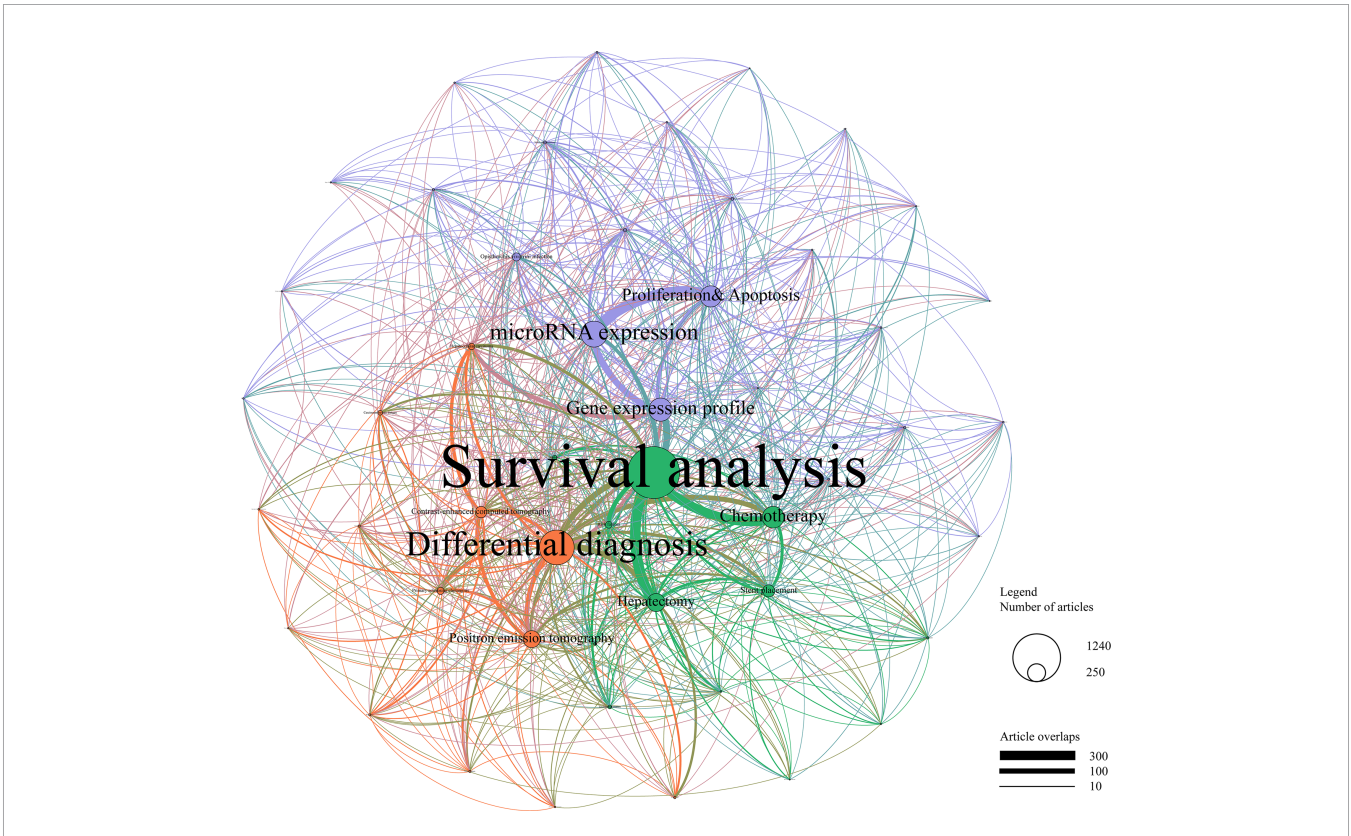 Proliferation& Apoptosis
microRNA expression
Gene expression profile
Survival analysis
Contrast-enhanced computed tomography
Chemotherapy
Differential diagnosis
Stent placement
Hepatectomy
Positron emission tomography
Legend
Number of articles
1240
250
Article overlaps
300
100
10